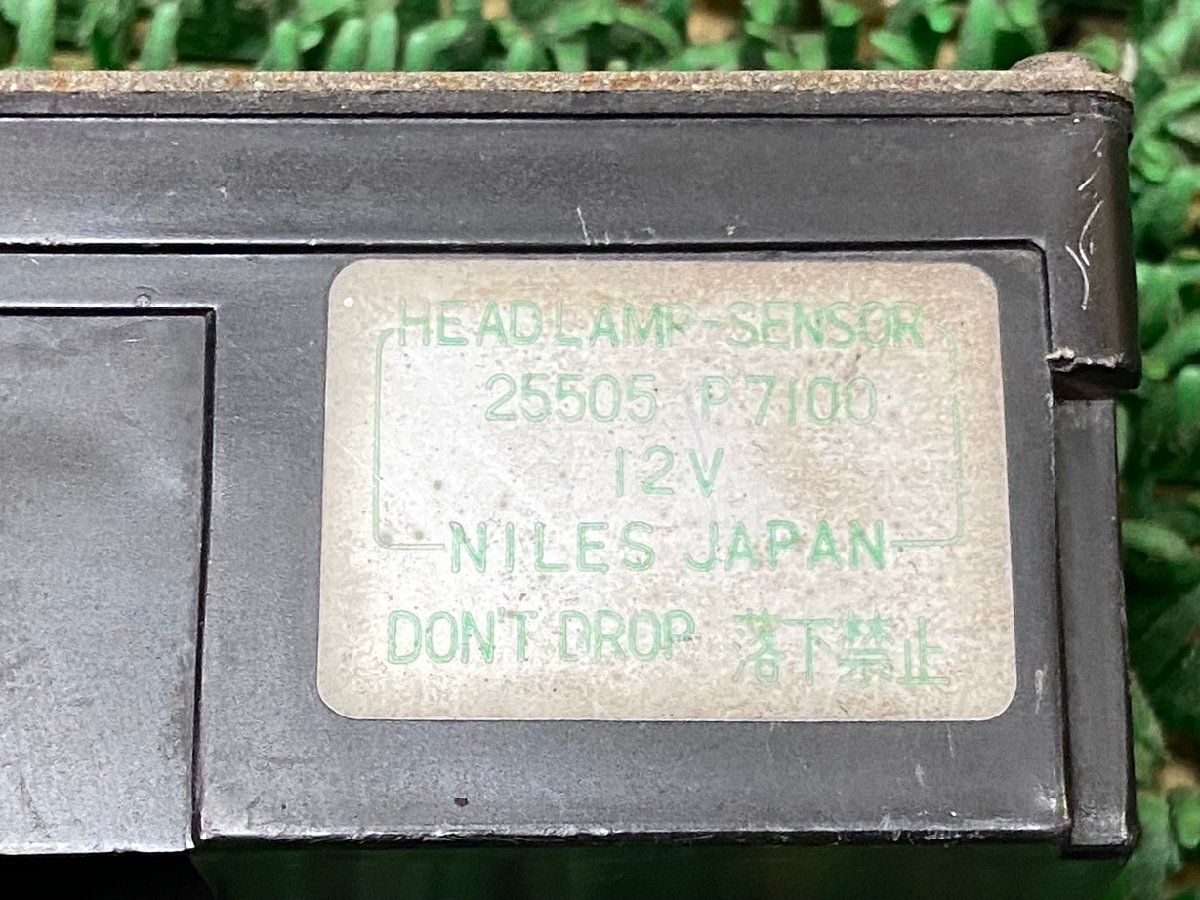 HEAD LAMP-SENSOR
25505 P7100
12V
NILES JAPAN
DON'T DROP 落下禁止